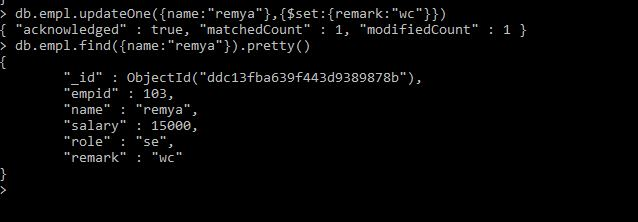 > db.empl.updateOne({name:"remya"},{$set:{remark:"wc"}})
{ "acknowledged" : true, "matchedCount" : 1, "modifiedCount" : 1 }
> db.empl.find({name:"remya"}).pretty()
{
        "_id" : ObjectId("ddc13fba639f443d9389878b"),
        "empid" : 103,
        "name" : "remya",
        "salary" : 15000,
        "role" : "se",
        "remark" : "wc"
}
>